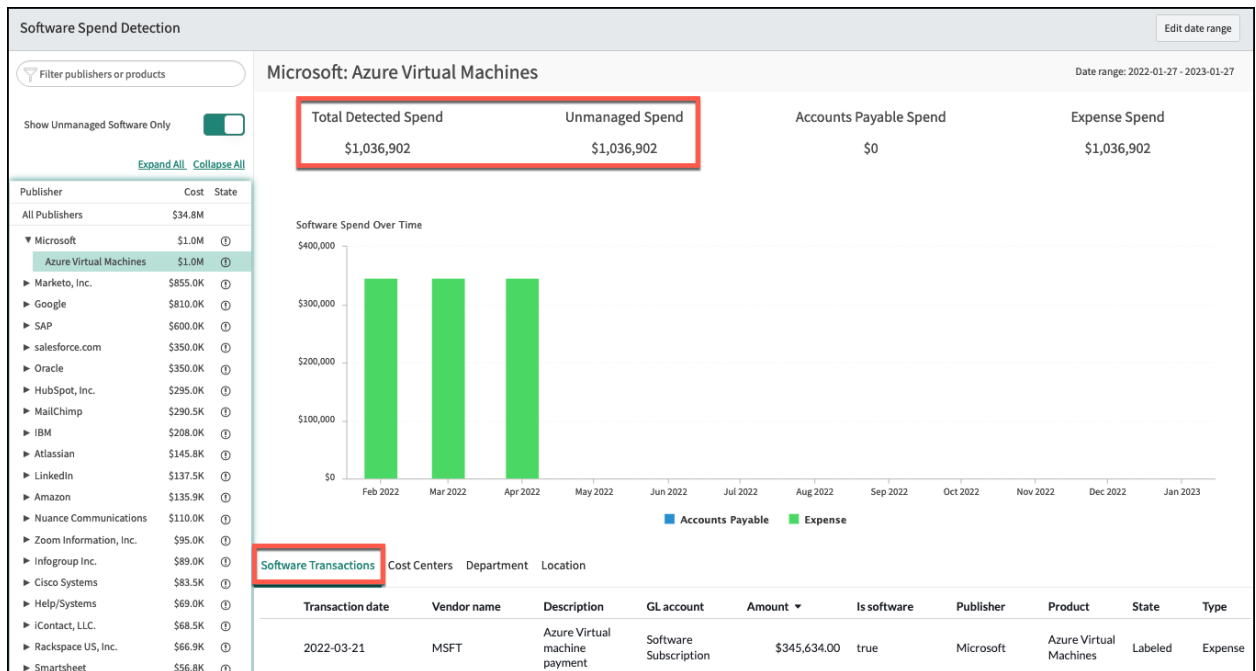 Software Spend Detection
Edit date range
Filter publishers or products
Show Unmanaged Software Only
Expand All Collapse All
Publisher Cost State
All Publishers $34.8M
Microsoft $1.0M
Azure Virtual Machines $1.0M
Marketo, Inc. $855.0K
Google $810.0K
SAP $600.0K
salesforce.com $350.0K
Oracle $350.0K
HubSpot, Inc. $295.0K
MailChimp $290.5K
IBM $208.0K
Atlassian $145.8K
LinkedIn $137.5K
Amazon $135.9K
Nuance Communications $110.0K
Zoom Information, Inc. $95.0K
Infogroup Inc. $89.0K
Cisco Systems $83.5K
Help/Systems $69.0K
iContact, LLC. $68.5K
Rackspace US, Inc. $66.9K
Smartsheet $56.8K
Microsoft: Azure Virtual Machines
Date range: 2022-01-27 - 2023-01-27
Total Detected Spend Unmanaged Spend Accounts Payable Spend Expense Spend
$1,036,902 $1,036,902 $0 $1,036,902
Software Spend Over Time
$400,000
$300,000
$200,000
$100,000
$0
Feb 2022 Mar 2022 Apr 2022 May 2022 Jun 2022 Jul 2022 Aug 2022 Sep 2022 Oct 2022 Nov 2022 Dec 2022 Jan 2023
Accounts Payable Expense
Software Transactions Cost Centers Department Location
Transaction date Vendor name Description GL account Amount Is software Publisher Product State Type
2022-03-21 MSFT Azure Virtual machine payment Software Subscription $345,634.00 true Microsoft Azure Virtual Machines Labeled Expense